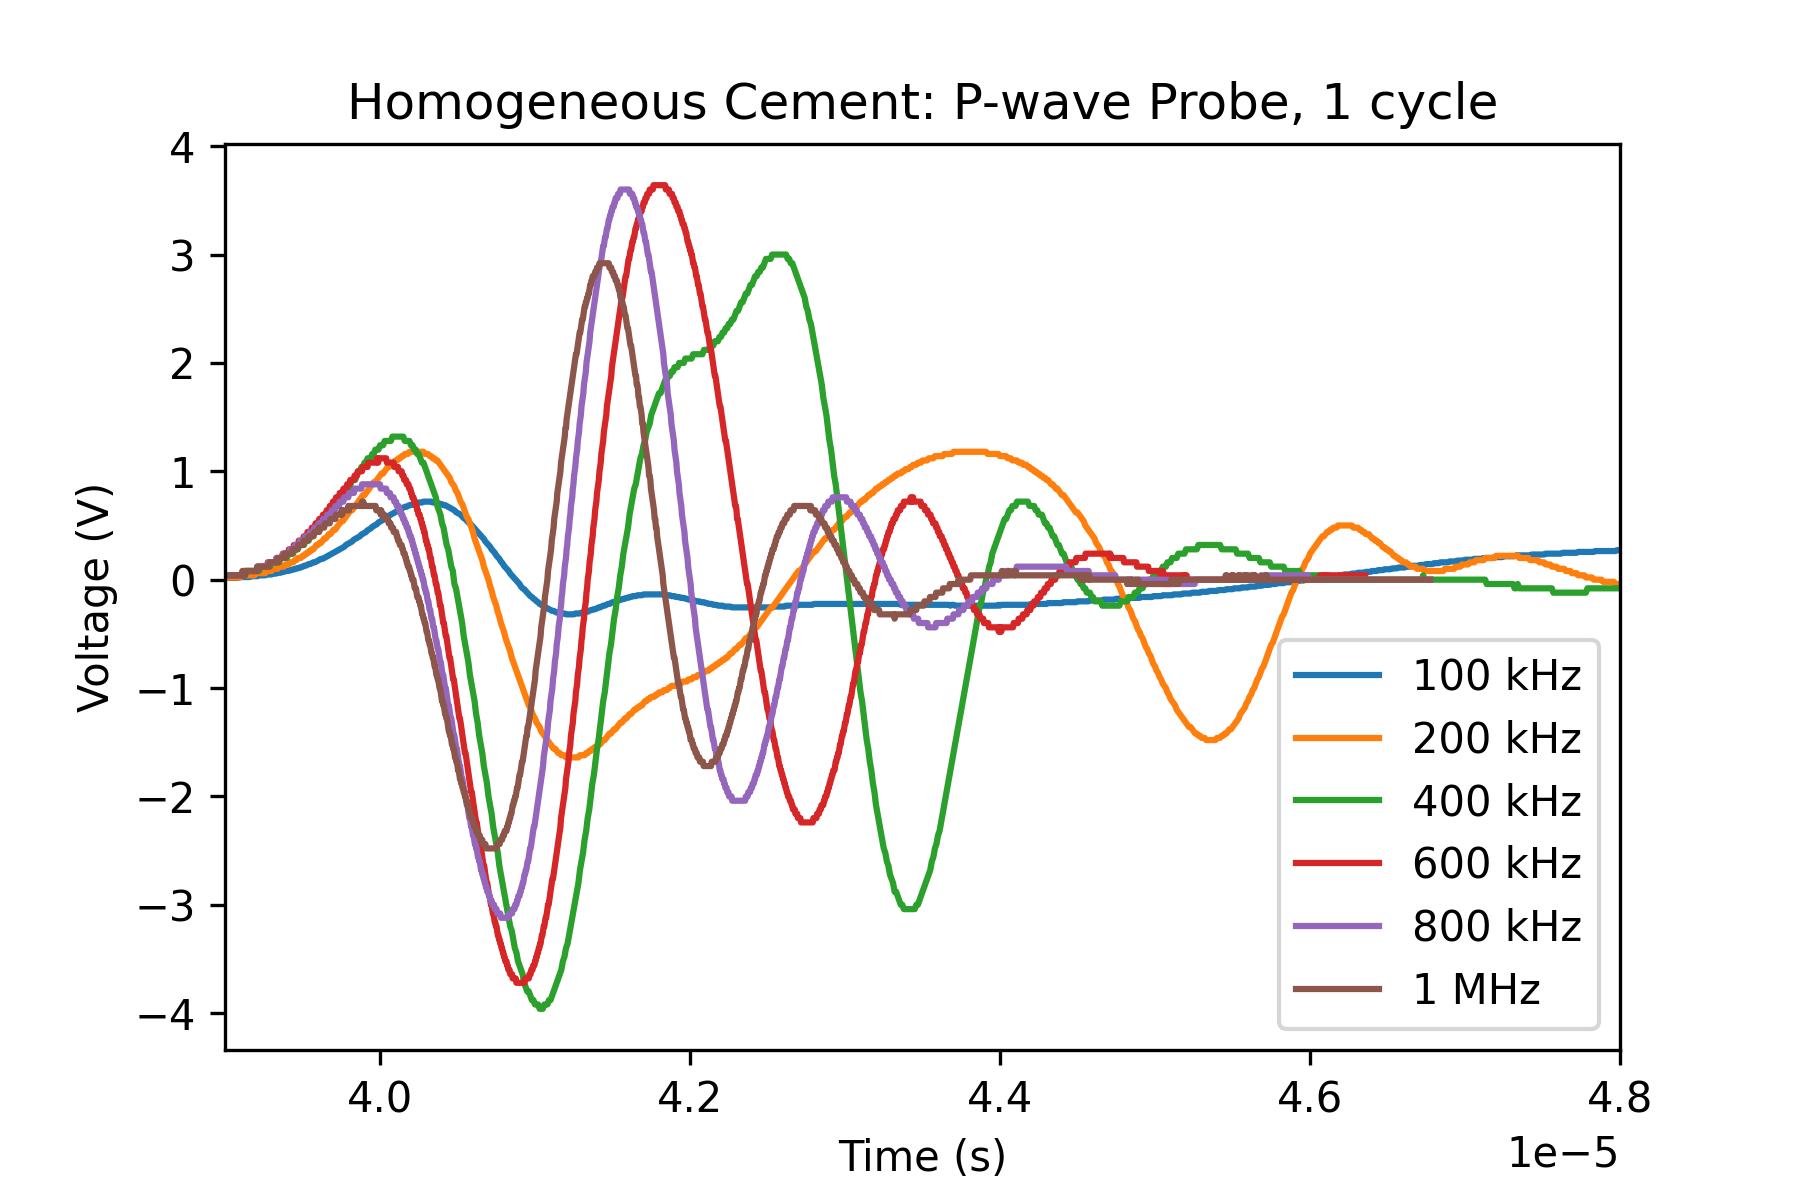 Homogeneous Cement: P-wave Probe, 1 cycle
4
3
2
1
0
−1
−2
−3
−4
Voltage (V)
100 kHz
200 kHz
400 kHz
600 kHz
800 kHz
1 MHz
4.0 4.2 4.4 4.6 4.8
Time (s)
1e−5